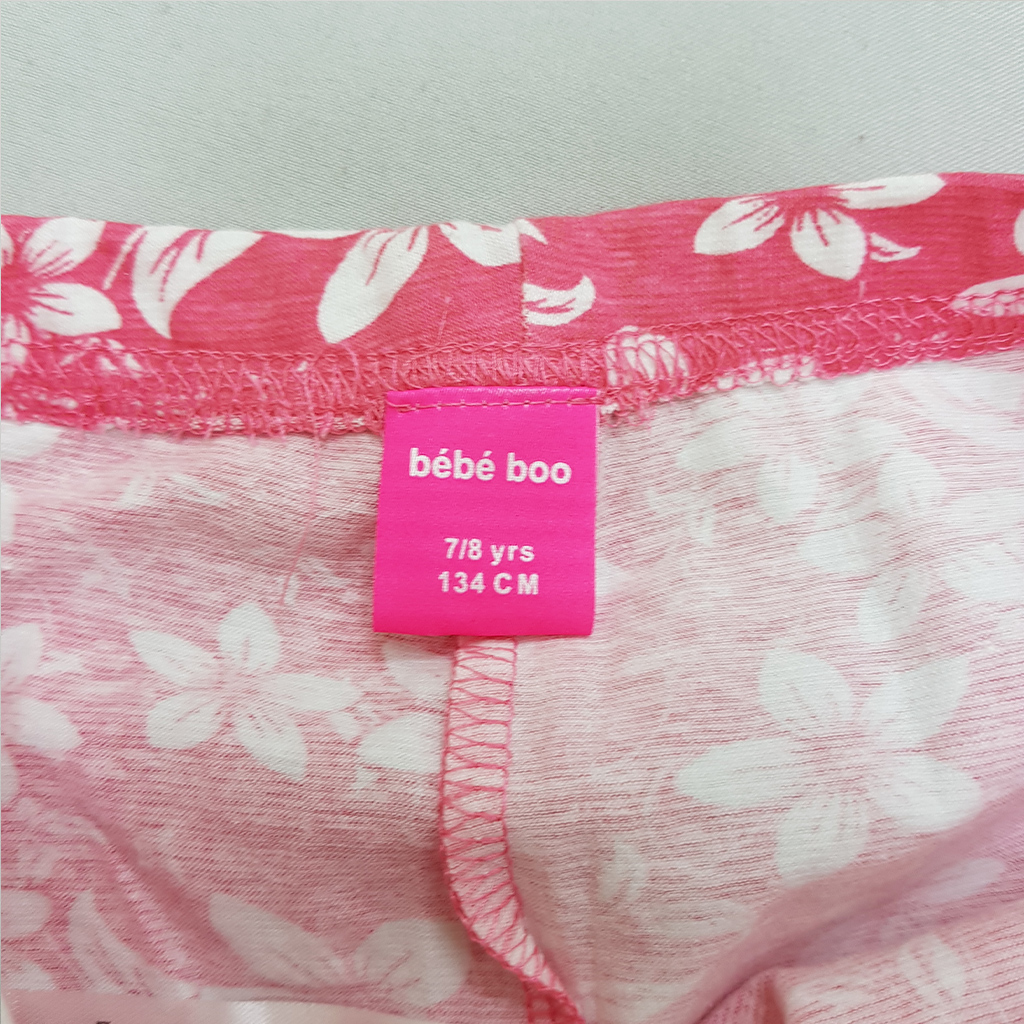 bébé boo
7/8 yrs
134 CM